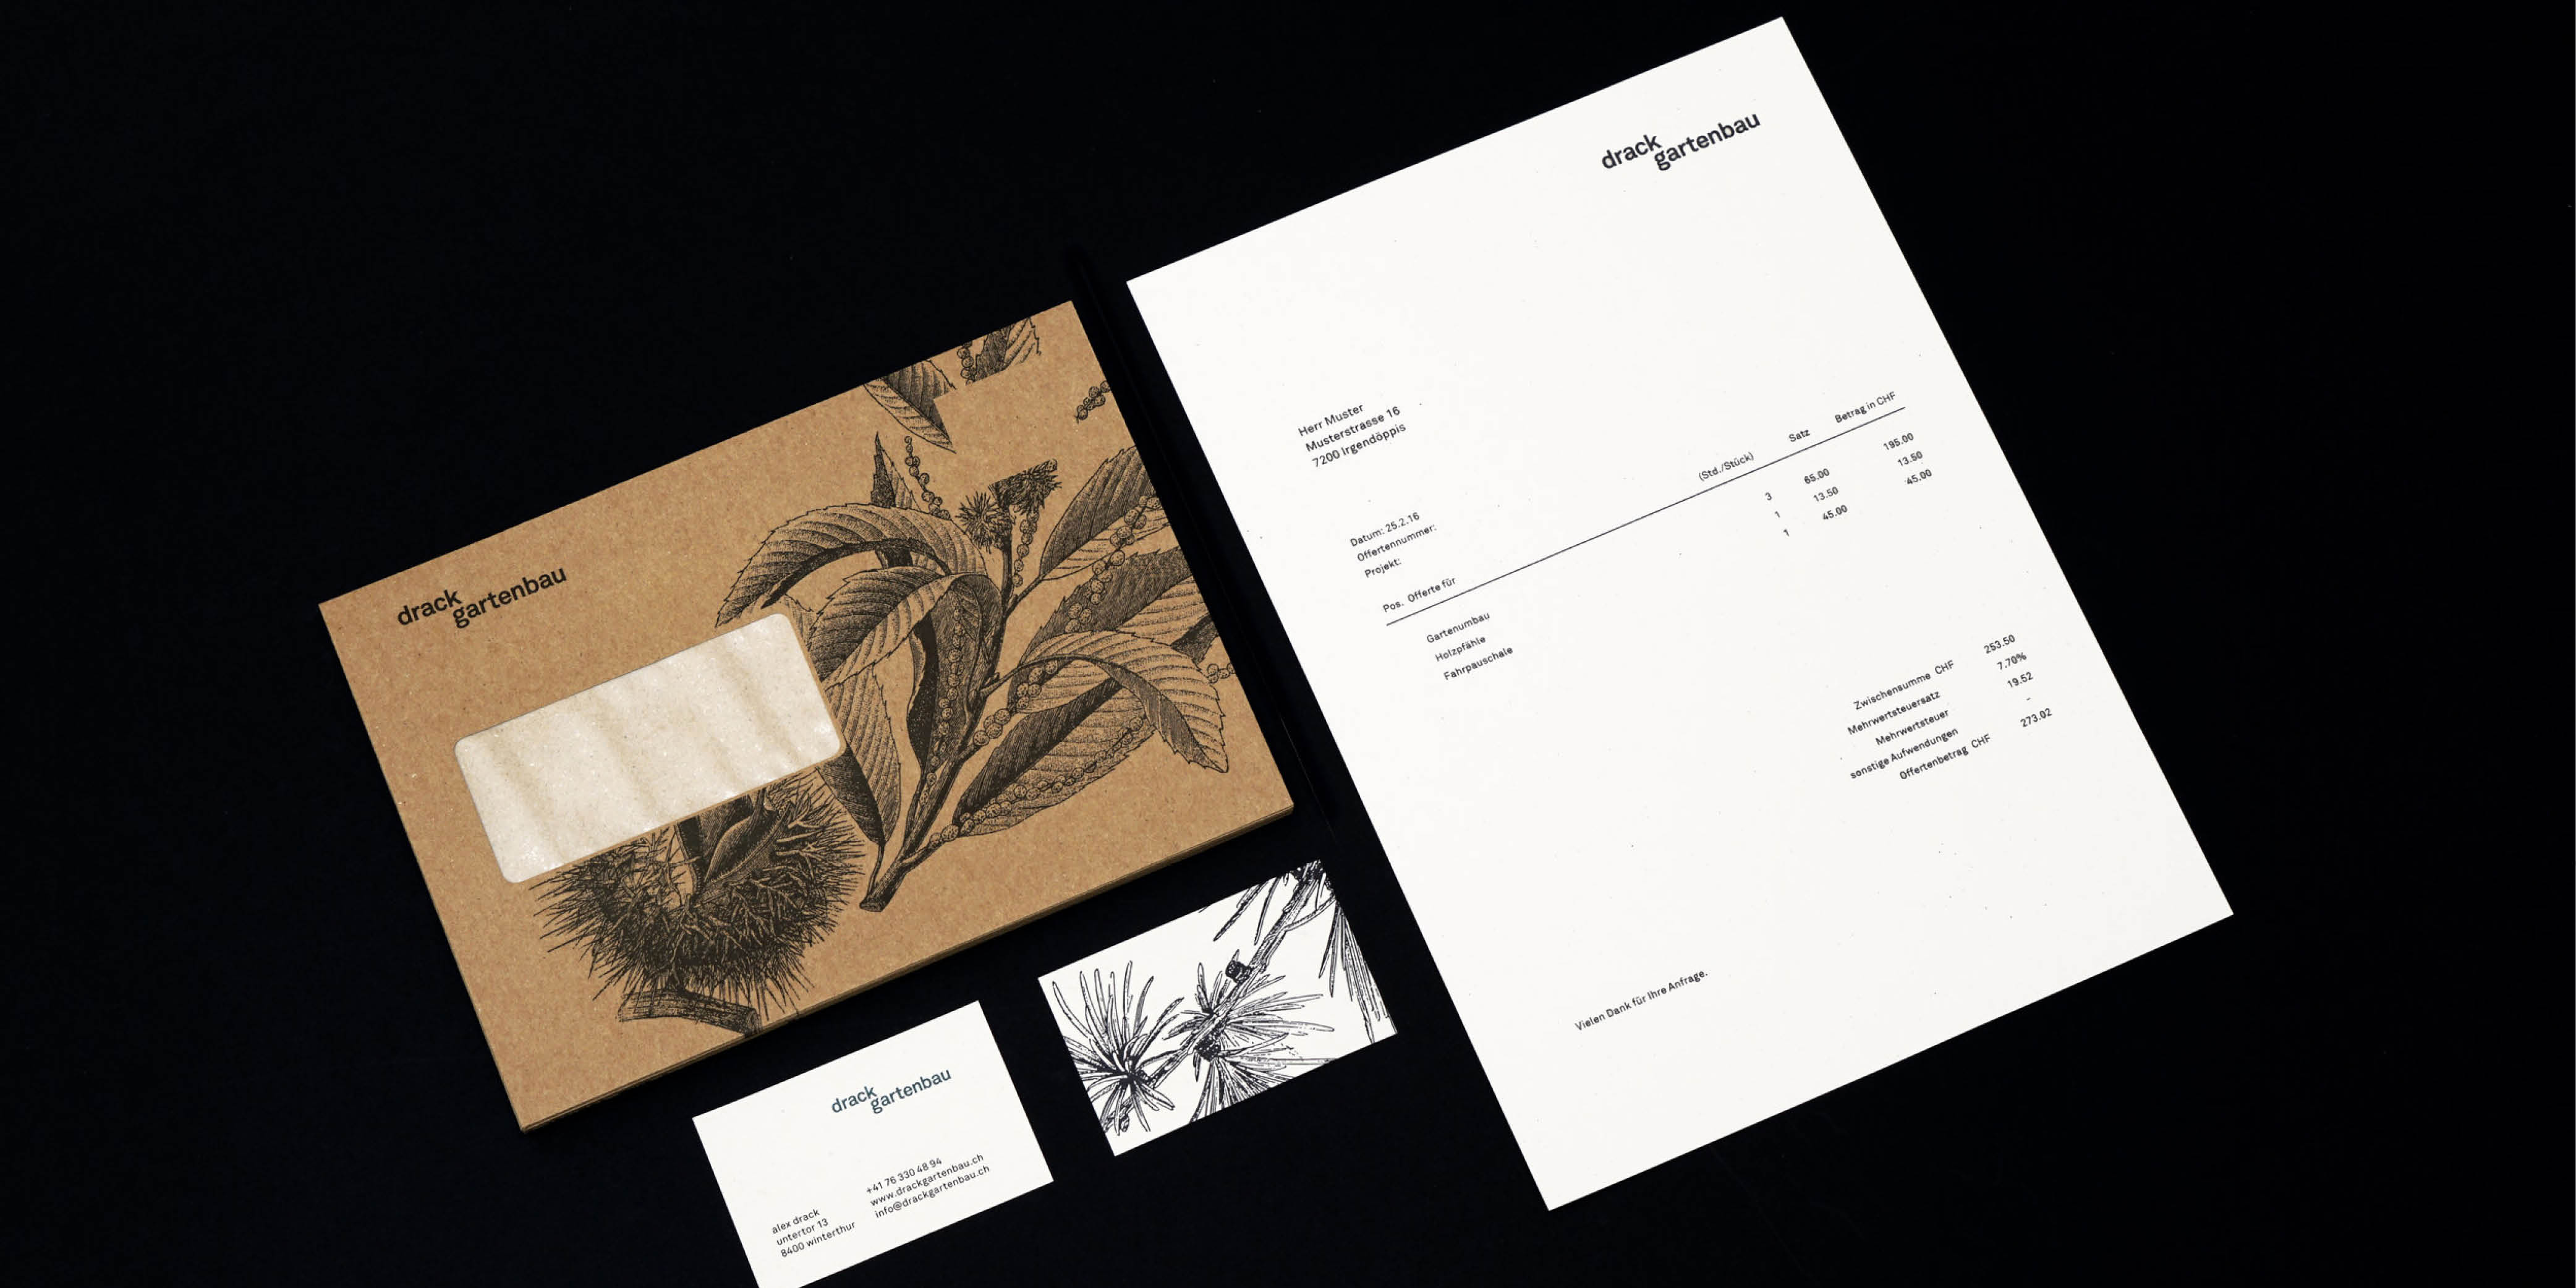 drack
gartenbau
drack
gartenbau
Herr Muster
Musterstrasse 16
7200 Irgendöppis
Datum: 25.2.16
Offertennummer:
Projekt:
Pos. Offerte für (Std./Stück) Satz Betrag in CHF
Gartenumbau 3 65.00 195.00
Holzpfähle 1 13.50 13.50
Fahrpauschale 1 45.00 45.00
Zwischensumme CHF 253.50
Mehrwertsteuersatz 7.70%
Mehrwertsteuer 19.52
sonstige Aufwendungen -
Offertenbetrag CHF 273.02
Vielen Dank für Ihre Anfrage.
drack
gartenbau
+41 76 330 48 94
www.drackgartenbau.ch
info@drackgartenbau.ch
alex drack
untertor 13
8400 winterthur